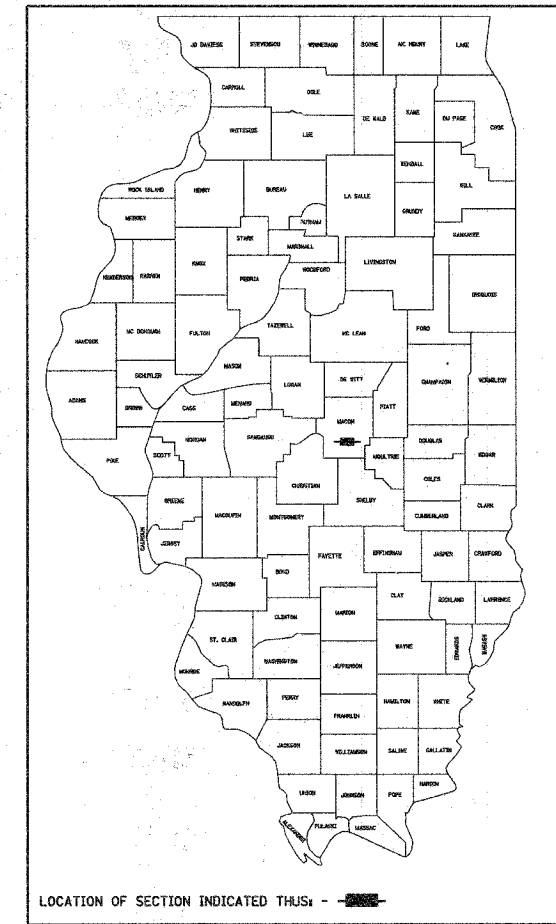 JO DAVIESS STEPHENSON WINNEBAGO BOONE MC HENRY LAKE
CARROLL OGLE DE KALB KANE DU PAGE COOK
WHITESIDE LEE KENDALL WILL
ROCK ISLAND HENRY BUREAU LA SALLE GRUNDY
MERCER PUTNAM KANKAKEE
STARK MARSHALL
HENDERSON WARREN KNOX PEORIA WOODFORD LIVINGSTON IROQUOIS
HANCOCK MC DONOUGH FULTON TAZEWELL MC LEAN FORD
SCHUYLER MASON LOGAN DE WITT CHAMPAIGN VERMILION
ADAMS BROWN CASS MENARD MACON PIATT
PIKE SCOTT MORGAN SANGAMON MOULTRIE DOUGLAS EDGAR
CHRISTIAN COLES
GREENE MACOUPIN MONTGOMERY SHELBY CUMBERLAND CLARK
CALHOUN JERSEY FAYETTE EFFINGHAM JASPER CRAWFORD
MADISON BOND CLAY RICHLAND LAWRENCE
CLINTON MARION
ST. CLAIR WAYNE EDWARDS WABASH
MONROE WASHINGTON JEFFERSON
RANDOLPH PERRY HAMILTON WHITE
FRANKLIN
JACKSON WILLIAMSON SALINE GALLATIN
UNION JOHNSON POPE HARDIN
ALEXANDER PULASKI MASSAC
LOCATION OF SECTION INDICATED THUS: -